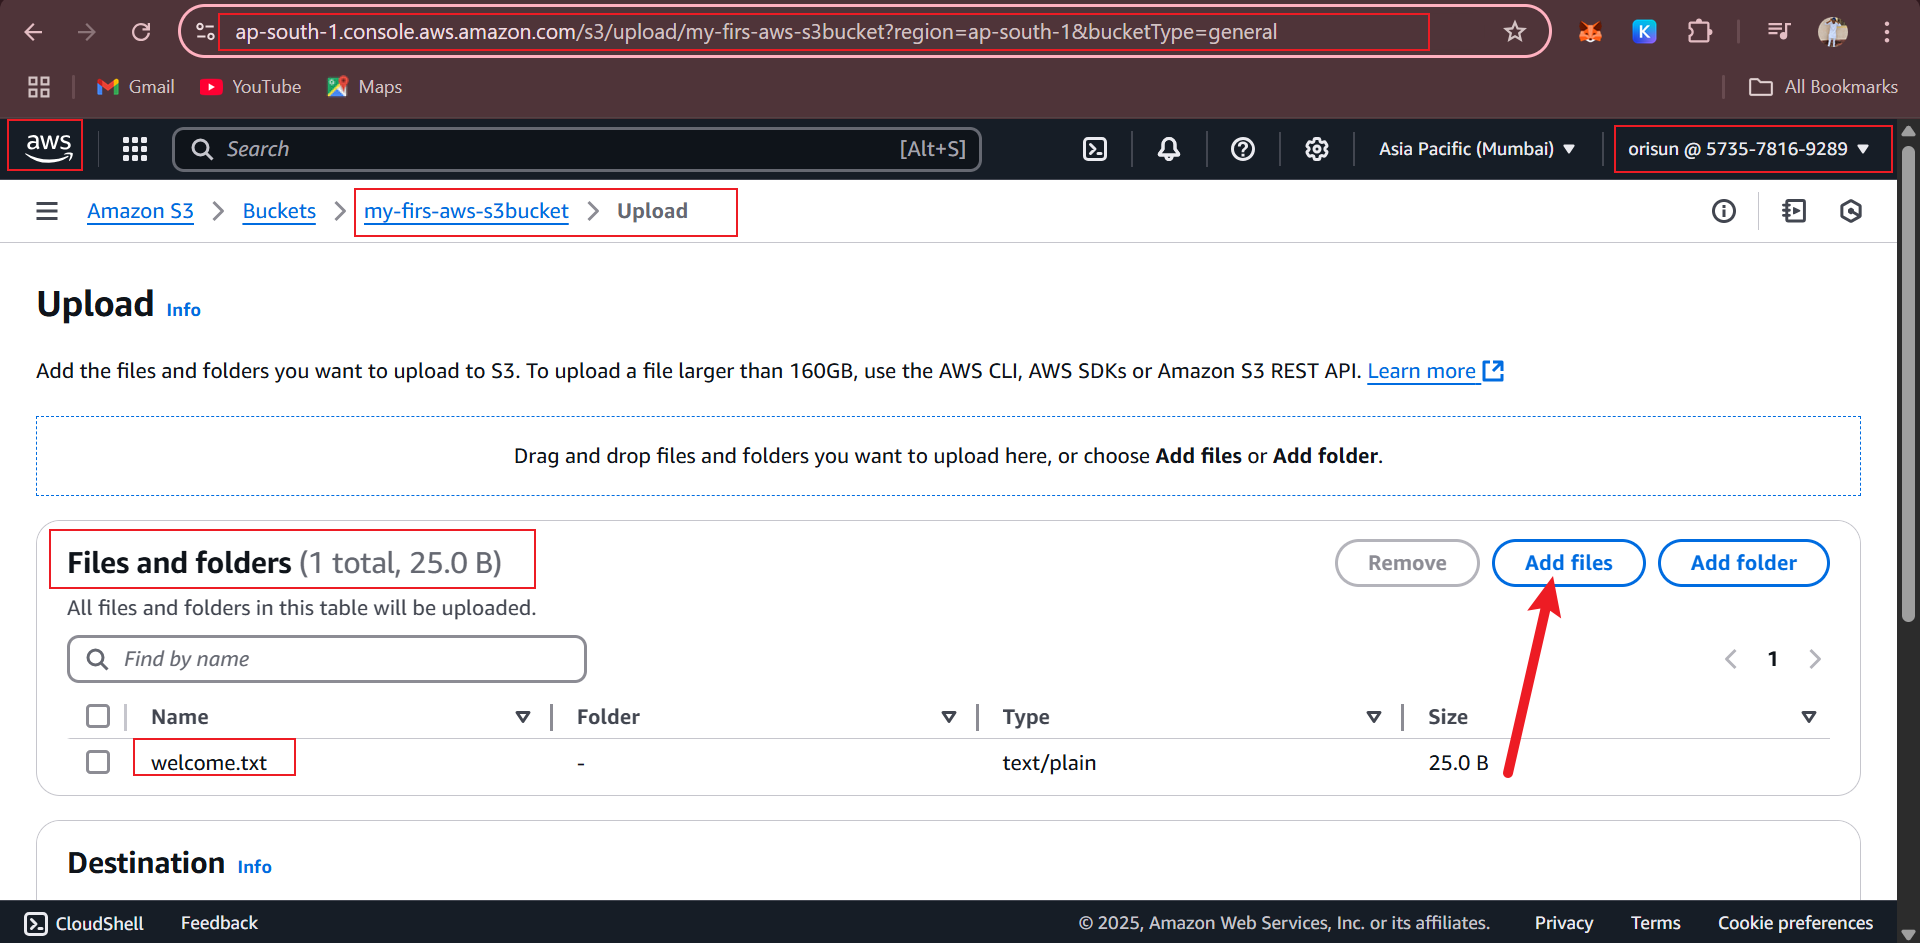 ap-south-1.console.aws.amazon.com/s3/upload/my-firs-aws-s3bucket?region=ap-south-1&bucketType=general
K
Gmail YouTube Maps All Bookmarks
aws Search [Alt+S] Asia Pacific (Mumbai) orisun @ 5735-7816-9289
Amazon S3 Buckets my-firs-aws-s3bucket Upload
Upload Info
Add the files and folders you want to upload to S3. To upload a file larger than 160GB, use the AWS CLI, AWS SDKs or Amazon S3 REST API. Learn more
Drag and drop files and folders you want to upload here, or choose Add files or Add folder.
Files and folders (1 total, 25.0 B) Remove Add files Add folder
All files and folders in this table will be uploaded.
Find by name 1
Name Folder Type Size
welcome.txt - text/plain 25.0 B
Destination Info
CloudShell Feedback © 2025, Amazon Web Services, Inc. or its affiliates. Privacy Terms Cookie preferences